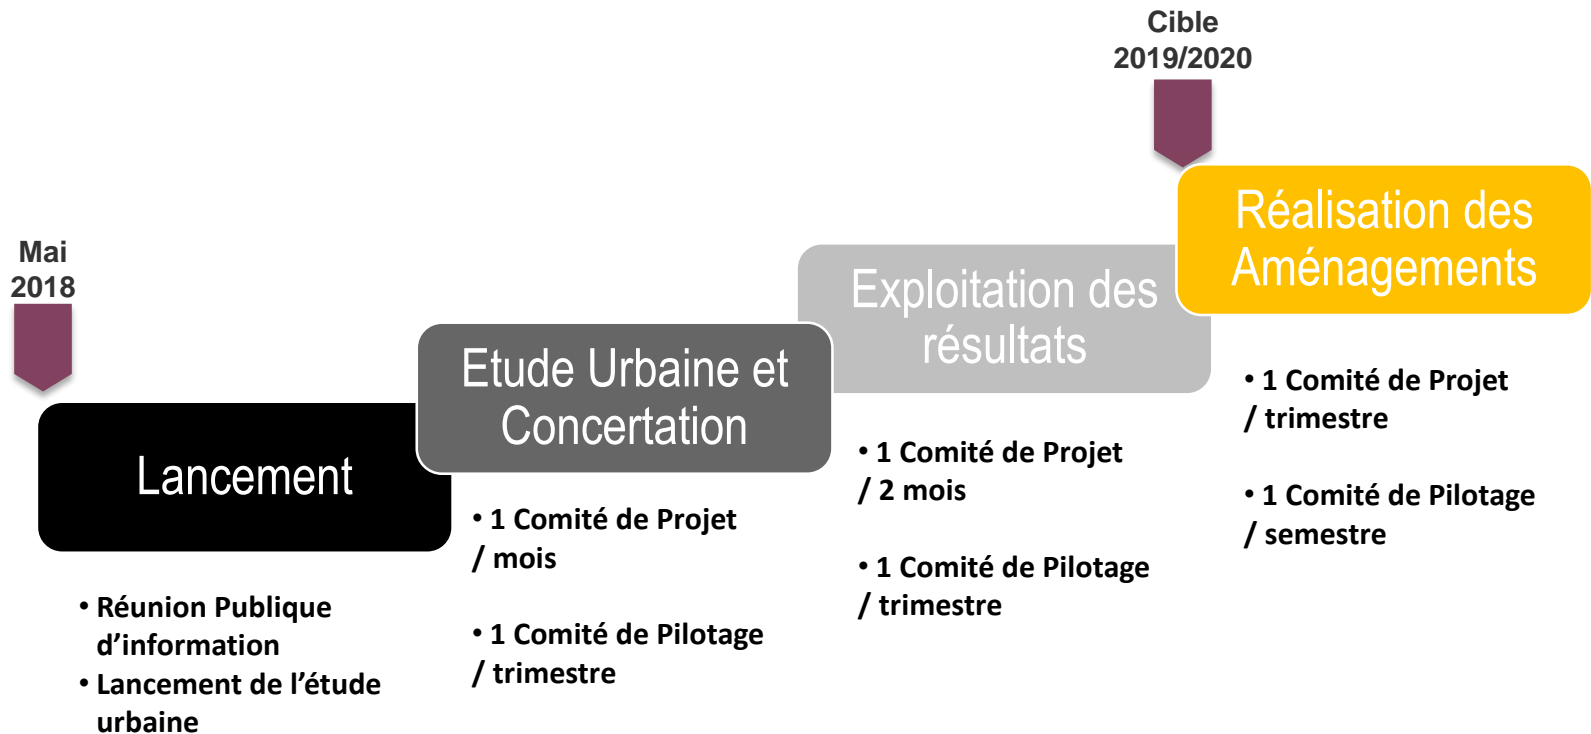 Mai
2018
Lancement
• Réunion Publique
d’information
• Lancement de l’étude
urbaine
Etude Urbaine et
Concertation
• 1 Comité de Projet
/ mois
• 1 Comité de Pilotage
/ trimestre
Exploitation des
résultats
• 1 Comité de Projet
/ 2 mois
• 1 Comité de Pilotage
/ trimestre
Cible
2019/2020
Réalisation des
Aménagements
• 1 Comité de Projet
/ trimestre
• 1 Comité de Pilotage
/ semestre